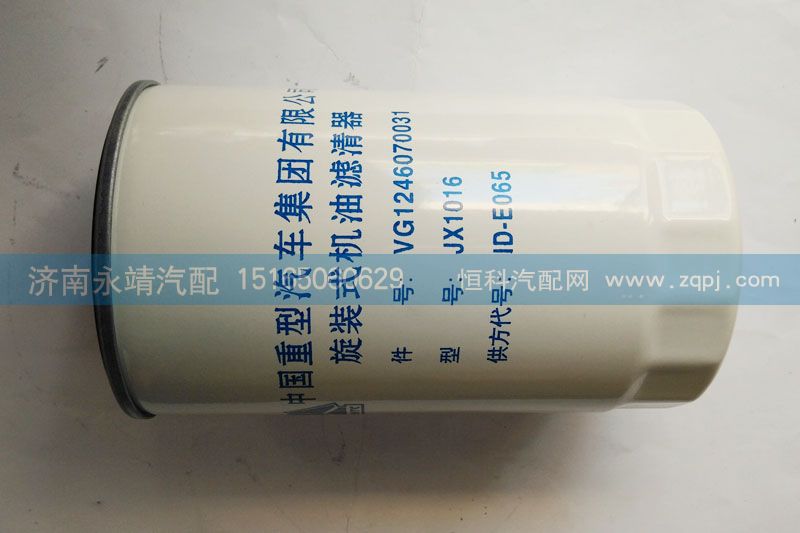 中国重型汽车集团有限公
旋装式机油滤清器
件 号: VG1246070031
型 号: JX1016
供方代号: JD-E065
济南永靖汽配
恒科汽配网 www.zqpj.com